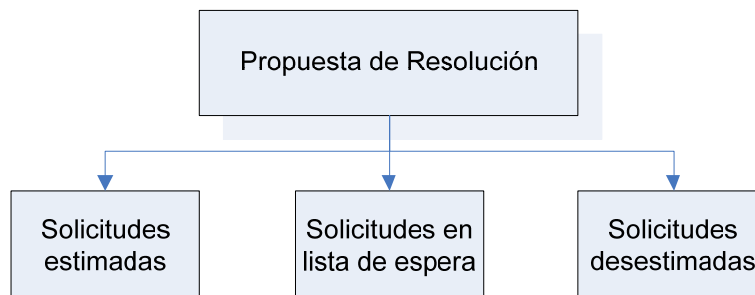 Propuesta de Resolución
Solicitudes
estimadas
Solicitudes en
lista de espera
Solicitudes
desestimadas